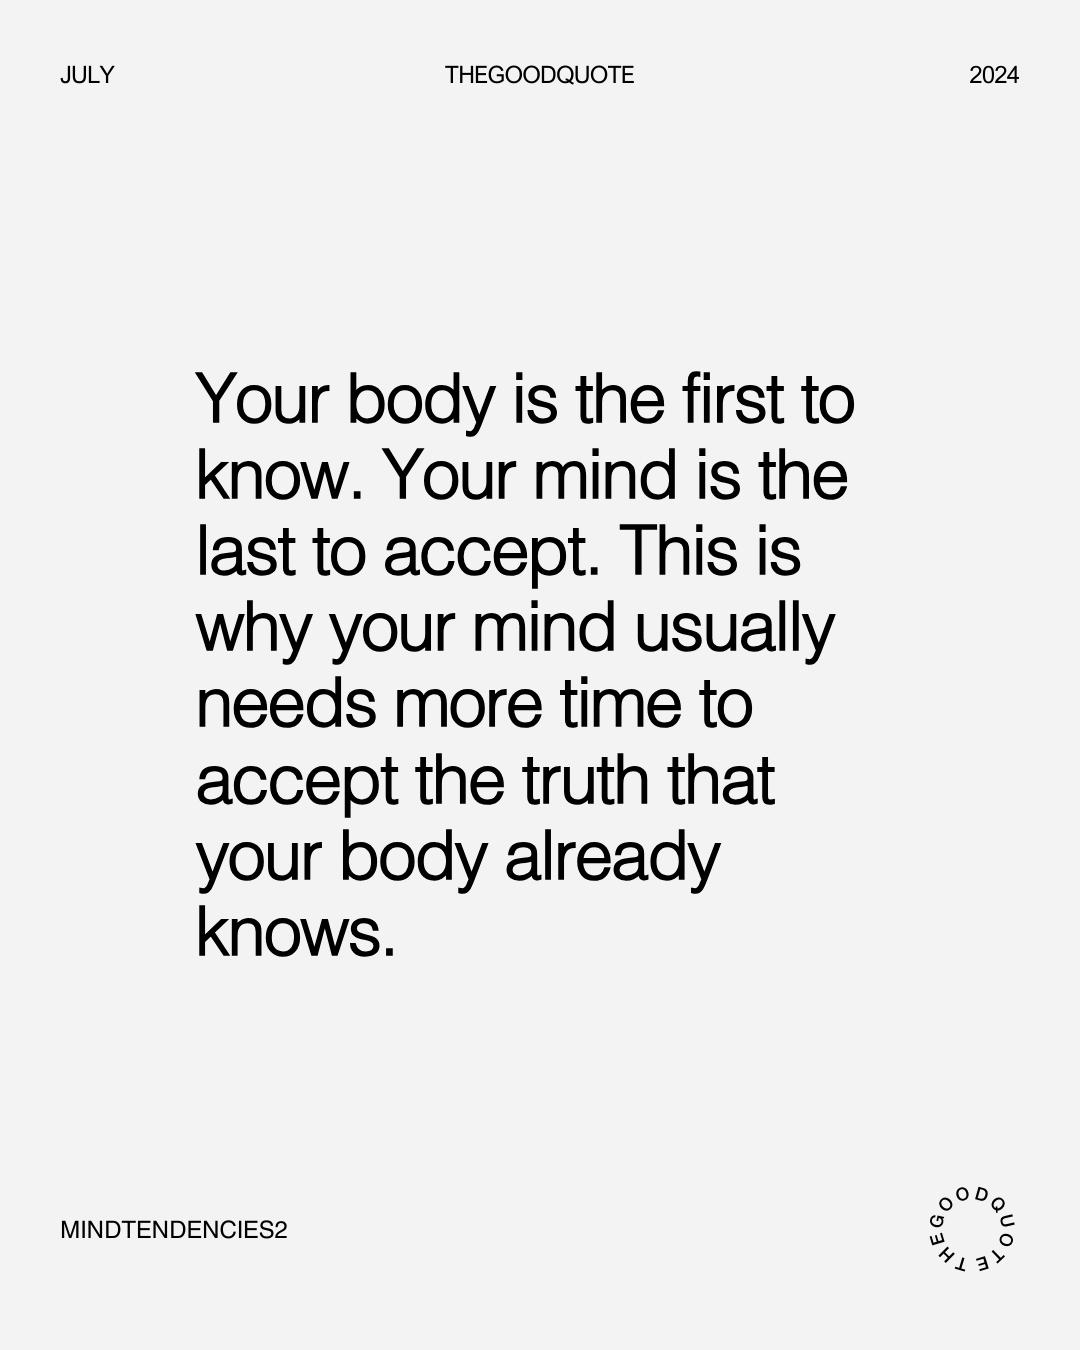 JULY THEGOODQUOTE 2024
Your body is the first to
know. Your mind is the
last to accept. This is
why your mind usually
needs more time to
accept the truth that
your body already
knows.
MINDTENDENCIES2
THEGOODQUOTE